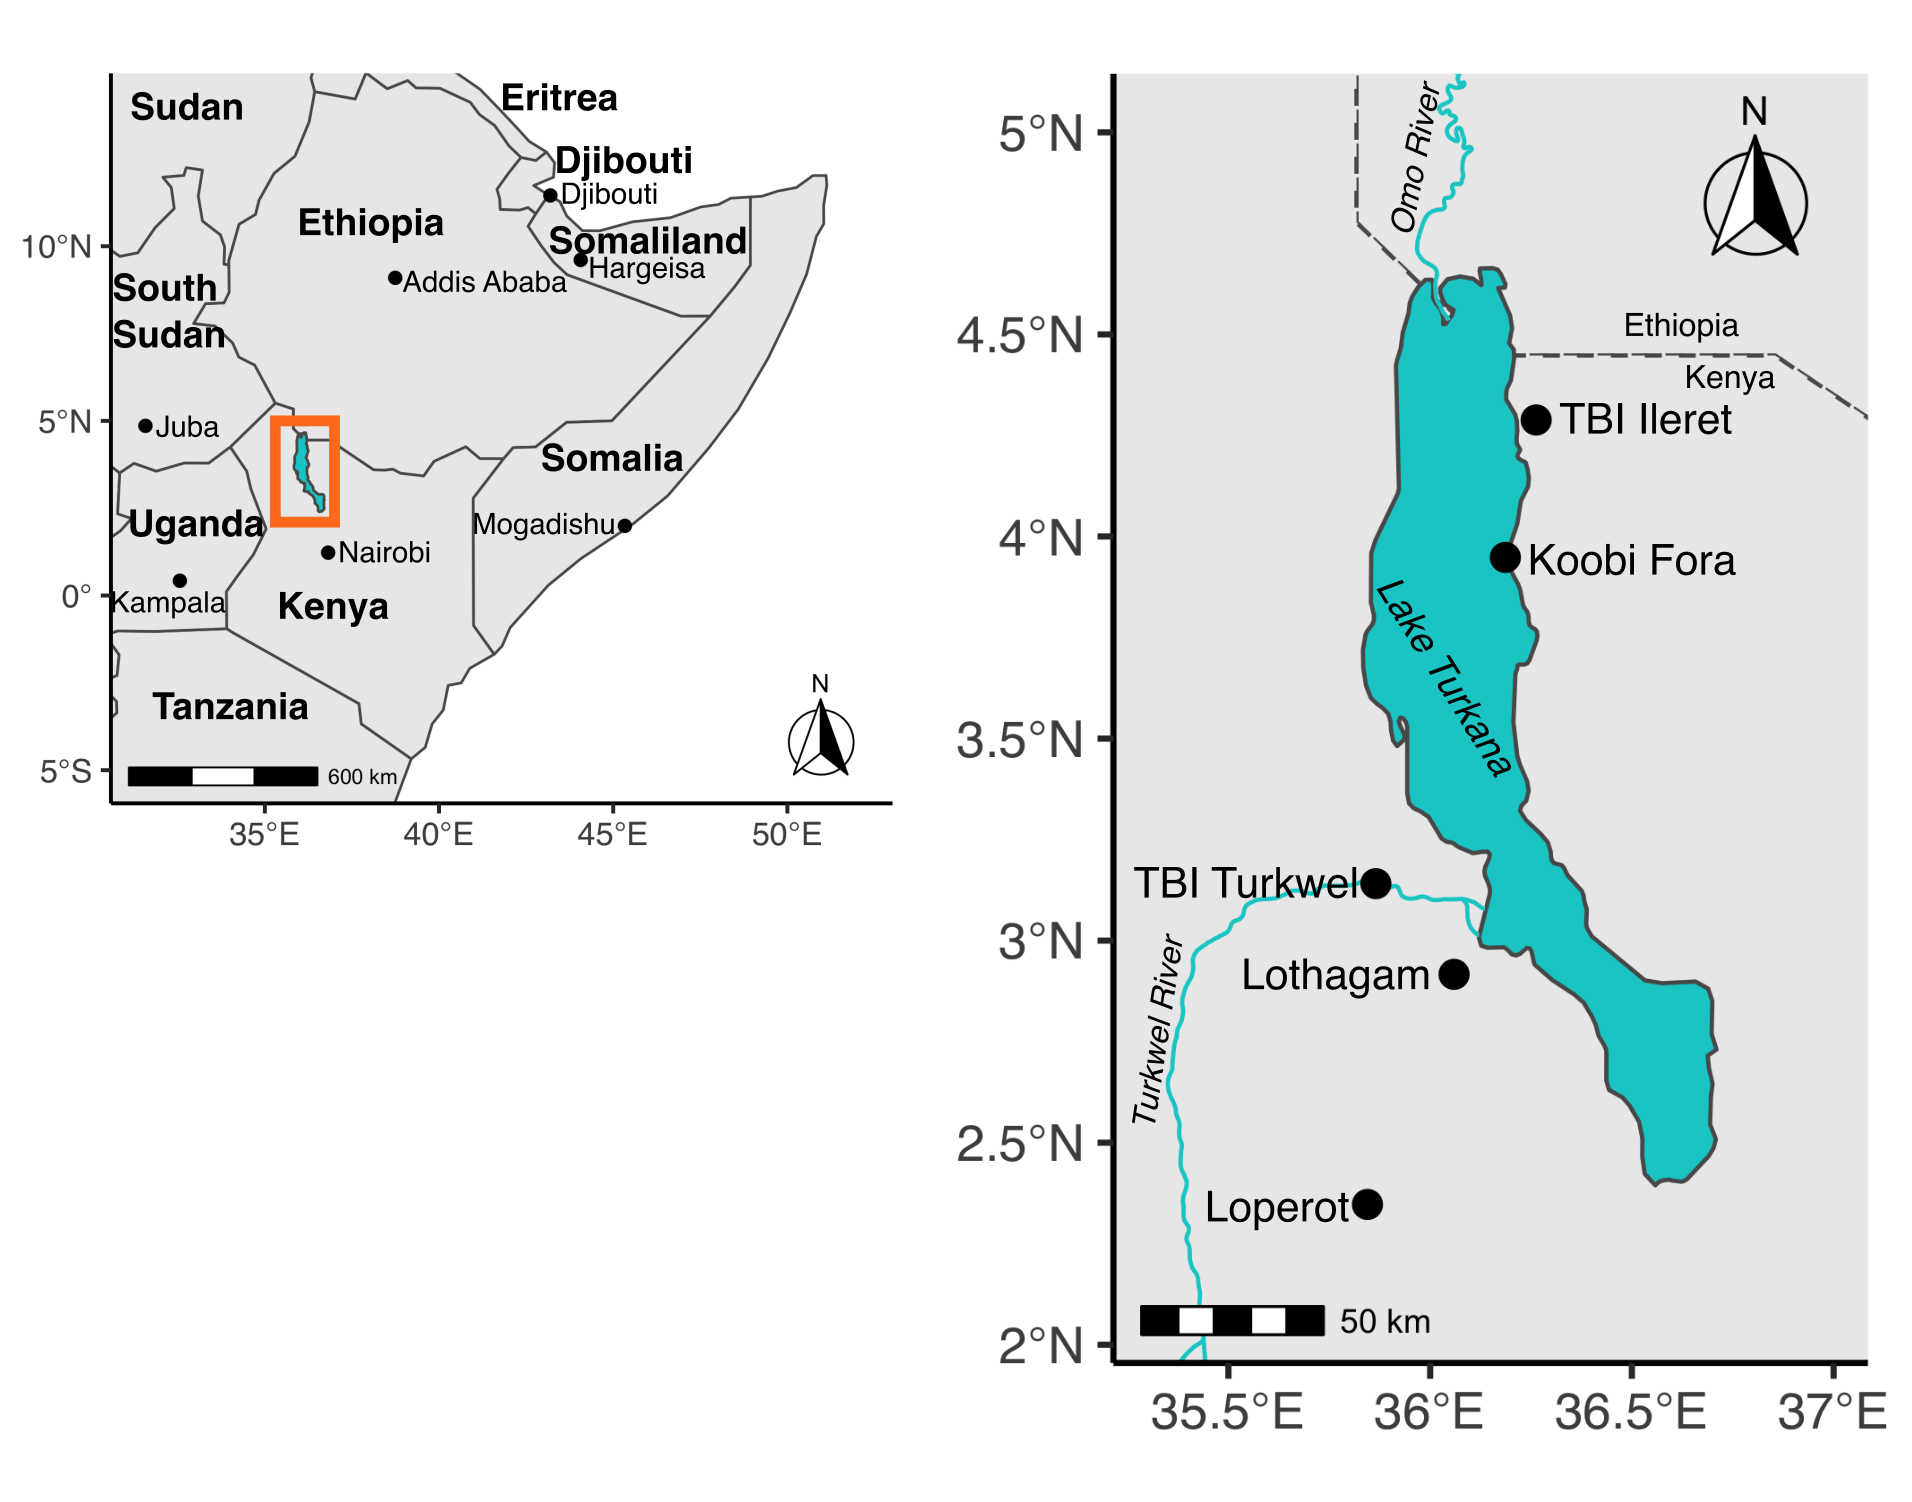 Sudan
Eritrea
Djibouti
Djibouti
Ethiopia
Somaliland
Hargeisa
Addis Ababa
South
Sudan
Juba
Somalia
Uganda
Mogadishu
Nairobi
Kampala
Kenya
Tanzania
N
600 km
10°N
5°N
0°
5°S
35°E
40°E
45°E
50°E
N
Omo River
Ethiopia
Kenya
TBI Ileret
Koobi Fora
Lake Turkana
TBI Turkwel
Lothagam
Turkwel River
Loperot
50 km
5°N
4.5°N
4°N
3.5°N
3°N
2.5°N
2°N
35.5°E
36°E
36.5°E
37°E